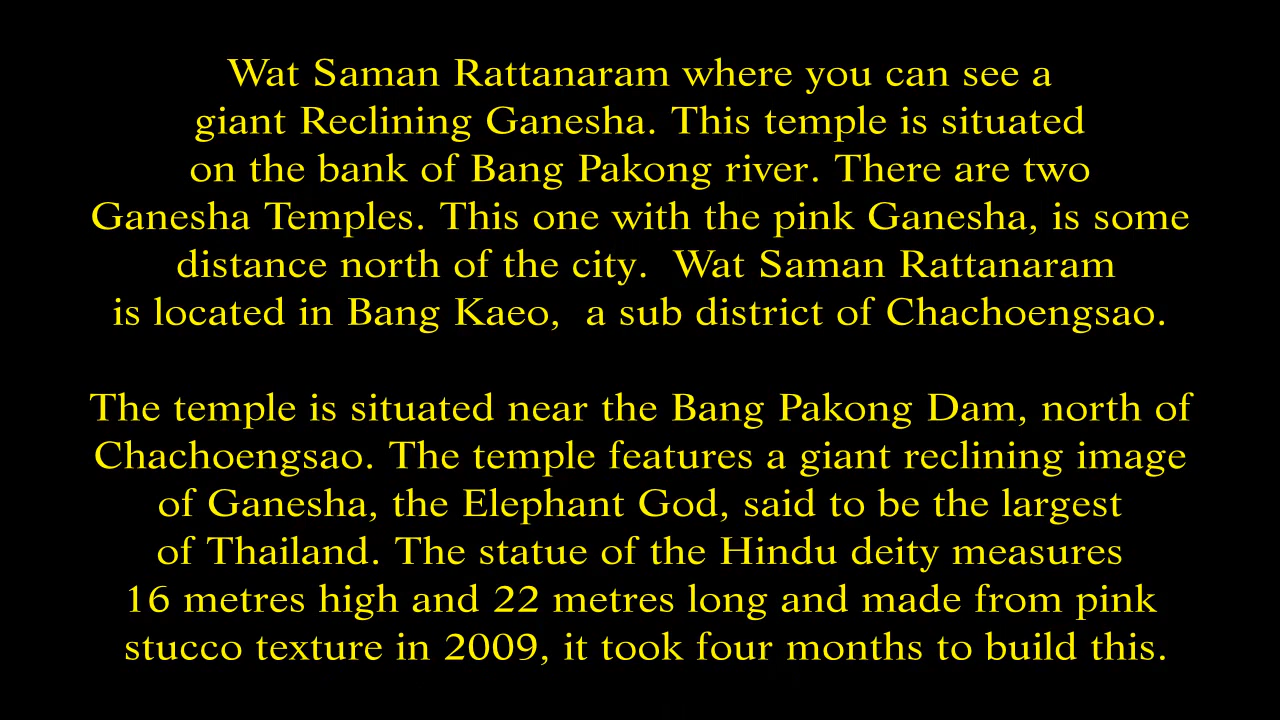 Wat Saman Rattanaram where you can see a
giant Reclining Ganesha. This temple is situated
on the bank of Bang Pakong river. There are two
Ganesha Temples. This one with the pink Ganesha, is some
distance north of the city.  Wat Saman Rattanaram
is located in Bang Kaeo,  a sub district of Chachoengsao.

The temple is situated near the Bang Pakong Dam, north of
Chachoengsao. The temple features a giant reclining image
of Ganesha, the Elephant God, said to be the largest
of Thailand. The statue of the Hindu deity measures
16 metres high and 22 metres long and made from pink
stucco texture in 2009, it took four months to build this.